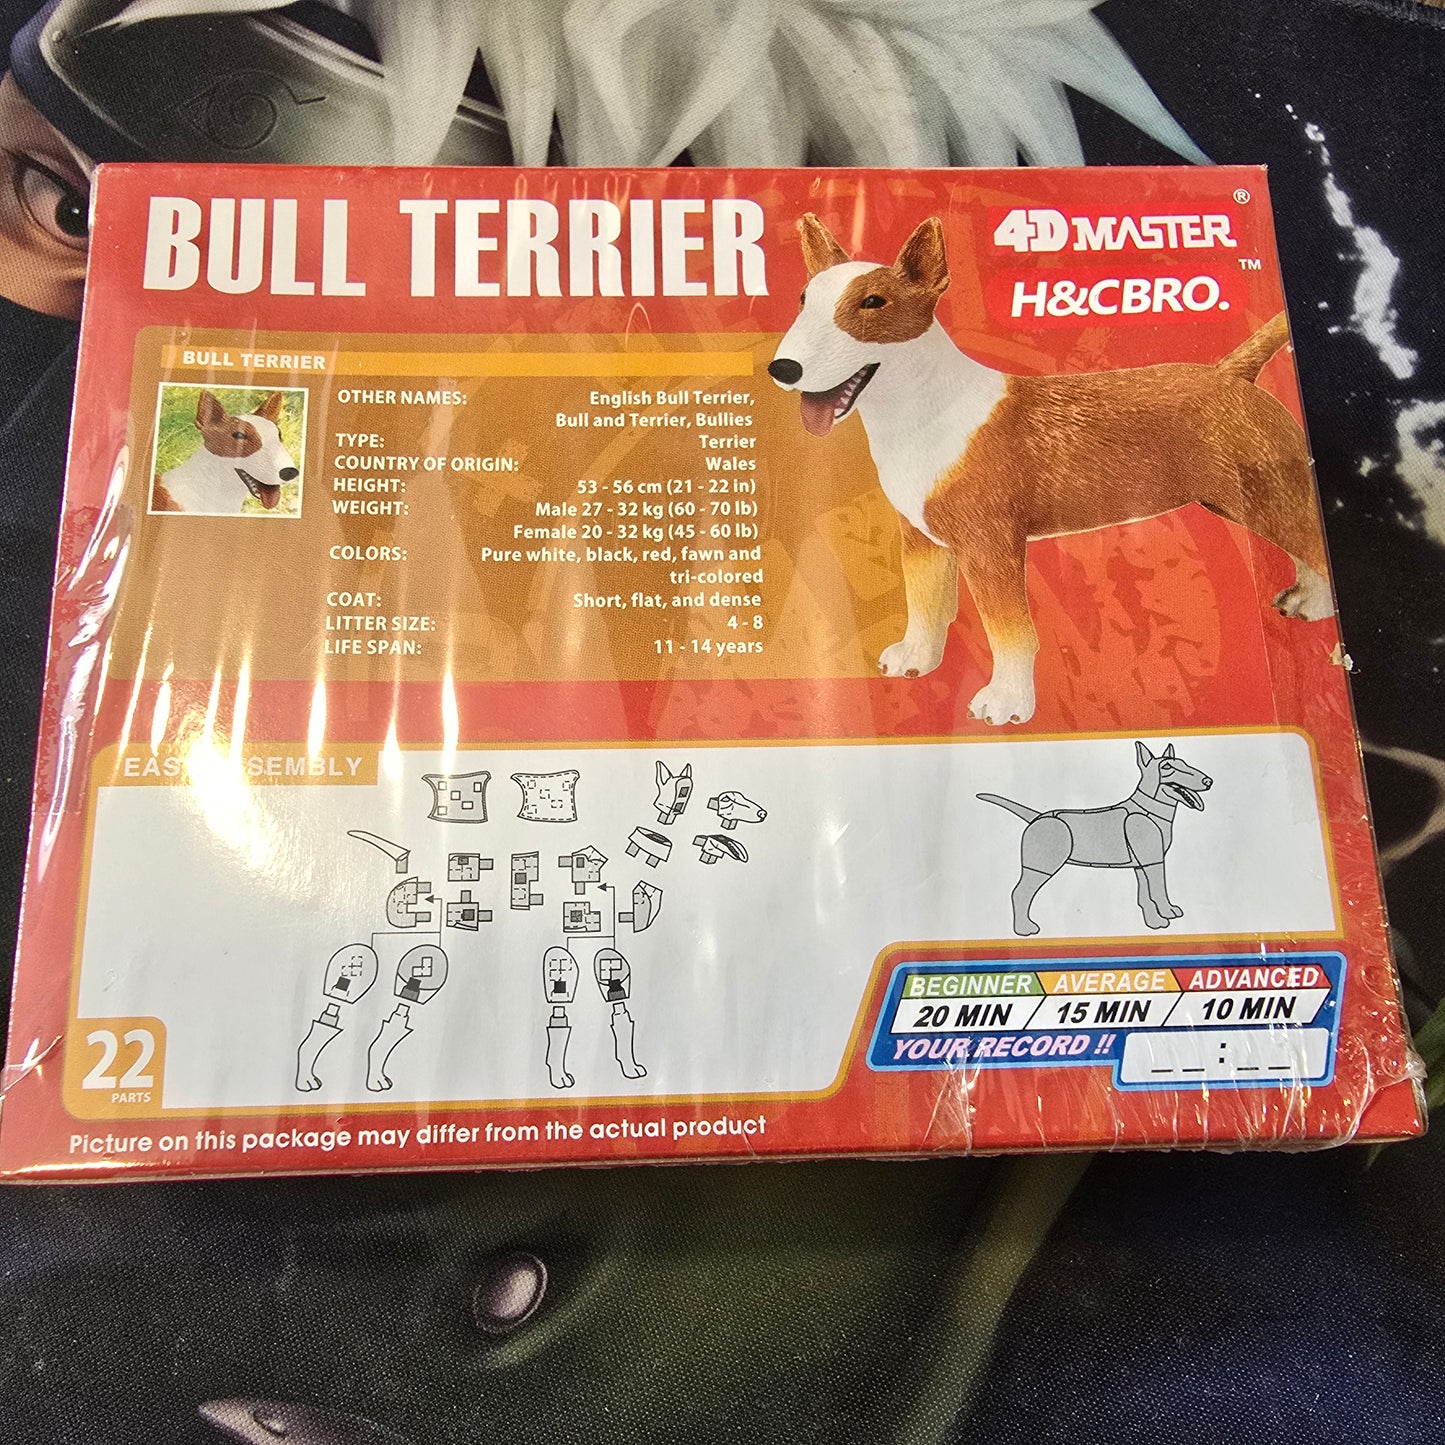 BULL TERRIER
4D MASTER ®
H&CBRO. ™
BULL TERRIER
OTHER NAMES: English Bull Terrier,
Bull and Terrier, Bullies
TYPE: Terrier
COUNTRY OF ORIGIN: Wales
HEIGHT: 53 - 56 cm (21 - 22 in)
WEIGHT: Male 27 - 32 kg (60 - 70 lb)
Female 20 - 32 kg (45 - 60 lb)
COLORS: Pure white, black, red, fawn and
tri-colored
COAT: Short, flat, and dense
LITTER SIZE: 4 - 8
LIFE SPAN: 11 - 14 years
EASY ASSEMBLY
BEGINNER AVERAGE ADVANCED
20 MIN 15 MIN 10 MIN
YOUR RECORD !! _ _ : _ _
22
PARTS
Picture on this package may differ from the actual product